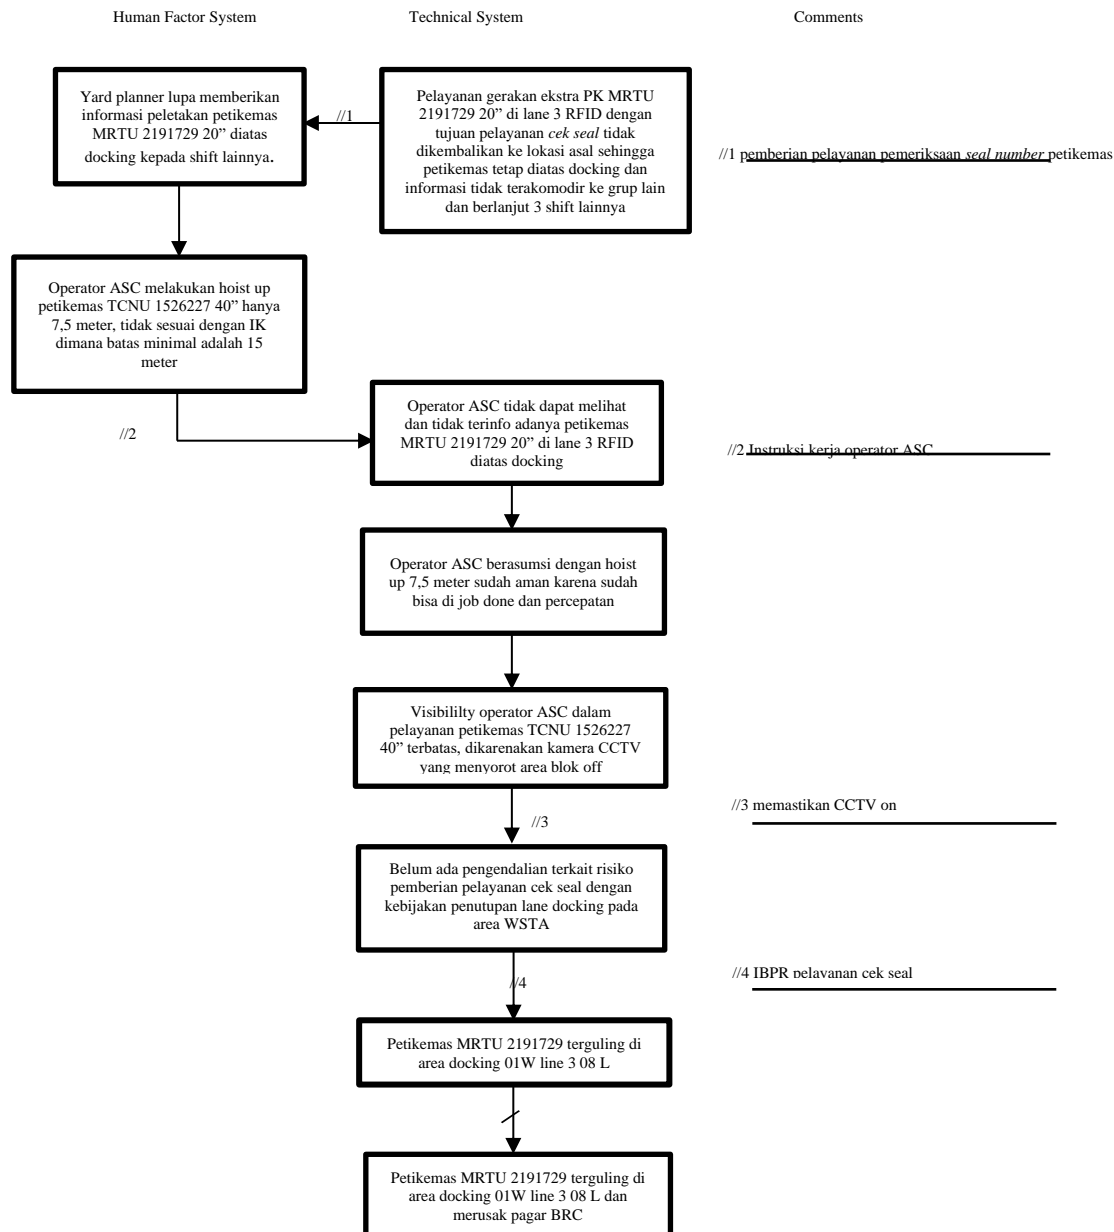 Human Factor System
Technical System
Comments
Yard planner lupa memberikan
informasi peletakan petikemas
MRTU 2191729 20” diatas
docking kepada shift lainnya.
//1
Pelayanan gerakan ekstra PK MRTU
2191729 20” di lane 3 RFID dengan
tujuan pelayanan cek seal tidak
dikembalikan ke lokasi asal sehingga
petikemas tetap diatas docking dan
informasi tidak terakomodir ke grup lain
dan berlanjut 3 shift lainnya
//1 pemberian pelayanan pemeriksaan seal number petikemas
Operator ASC melakukan hoist up
petikemas TCNU 1526227 40” hanya
7,5 meter, tidak sesuai dengan IK
dimana batas minimal adalah 15
meter
//2
Operator ASC tidak dapat melihat
dan tidak terinfo adanya petikemas
MRTU 2191729 20” di lane 3 RFID
diatas docking
//2 Instruksi kerja operator ASC
Operator ASC berasumsi dengan hoist
up 7,5 meter sudah aman karena sudah
bisa di job done dan percepatan
Visibililty operator ASC dalam
pelayanan petikemas TCNU 1526227
40” terbatas, dikarenakan kamera CCTV
yang menyorot area blok off
//3
//3 memastikan CCTV on
Belum ada pengendalian terkait risiko
pemberian pelayanan cek seal dengan
kebijakan penutupan lane docking pada
area WSTA
//4
//4 IBPR pelayanan cek seal
Petikemas MRTU 2191729 terguling di
area docking 01W line 3 08 L
Petikemas MRTU 2191729 terguling di
area docking 01W line 3 08 L dan
merusak pagar BRC